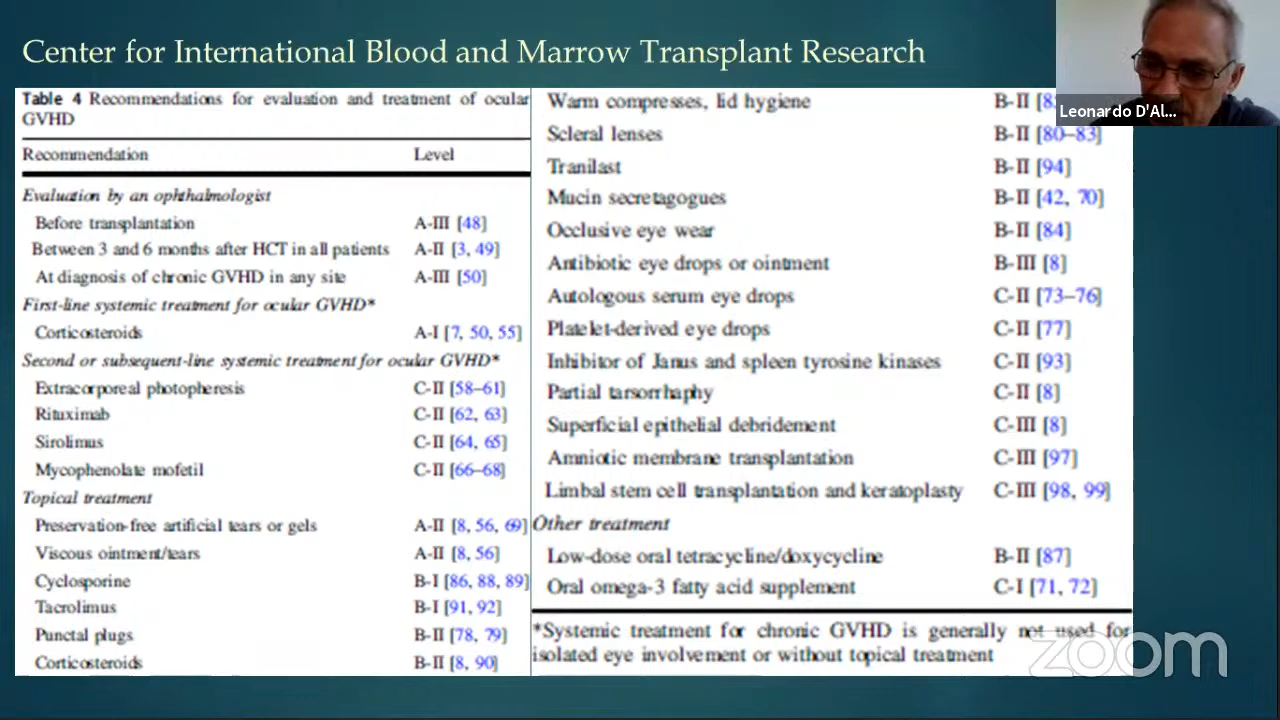 Center for International Blood and Marrow Transplant Research
Table 4 Recommendations for evaluation and treatment of ocular
GVHD
Recommendation Level
Evaluation by an ophthalmologist
Before transplantation A-III [48]
Between 3 and 6 months after HCT in all patients A-II [3, 49]
At diagnosis of chronic GVHD in any site A-III [50]
First-line systemic treatment for ocular GVHD*
Corticosteroids A-I [7, 50, 55]
Second or subsequent-line systemic treatment for ocular GVHD*
Extracorporeal photopheresis C-II [58–61]
Rituximab C-II [62, 63]
Sirolimus C-II [64, 65]
Mycophenolate mofetil C-II [66–68]
Topical treatment
Preservation-free artificial tears or gels A-II [8, 56, 69]
Viscous ointment/tears A-II [8, 56]
Cyclosporine B-I [86, 88, 89]
Tacrolimus B-I [91, 92]
Punctal plugs B-II [78, 79]
Corticosteroids B-II [8, 90]
Warm compresses, lid hygiene B-II [8
Scleral lenses B-II [80–83]
Tranilast B-II [94]
Mucin secretagogues B-II [42, 70]
Occlusive eye wear B-II [84]
Antibiotic eye drops or ointment B-III [8]
Autologous serum eye drops C-II [73–76]
Platelet-derived eye drops C-II [77]
Inhibitor of Janus and spleen tyrosine kinases C-II [93]
Partial tarsorrhaphy C-II [8]
Superficial epithelial debridement C-III [8]
Amniotic membrane transplantation C-III [97]
Limbal stem cell transplantation and keratoplasty C-III [98, 99]
Other treatment
Low-dose oral tetracycline/doxycycline B-II [87]
Oral omega-3 fatty acid supplement C-I [71, 72]
*Systemic treatment for chronic GVHD is generally not used for
isolated eye involvement or without topical treatment
Leonardo D'Al...
zoom